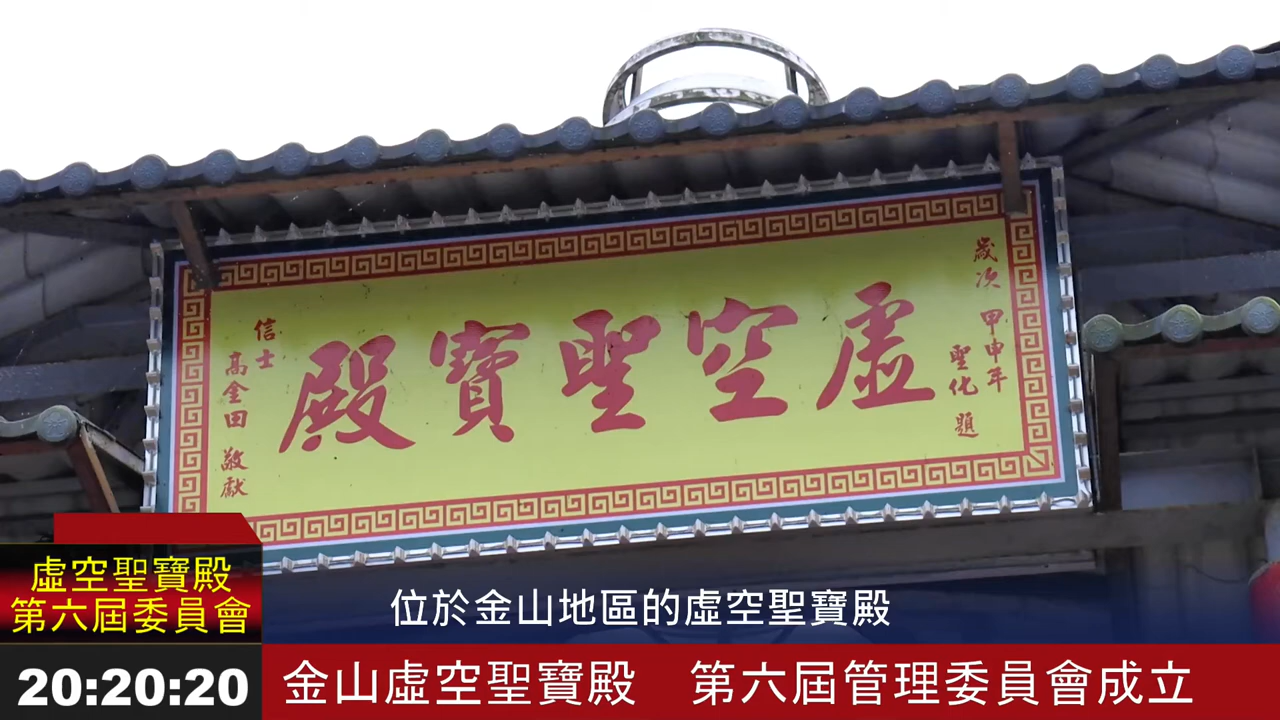 歲次 甲申年
聖化 題
虛空聖寶殿
信士
高金田 敬獻
位於金山地區的虛空聖寶殿
虛空聖寶殿
第六屆委員會
20:20:20
金山虛空聖寶殿 第六屆管理委員會成立